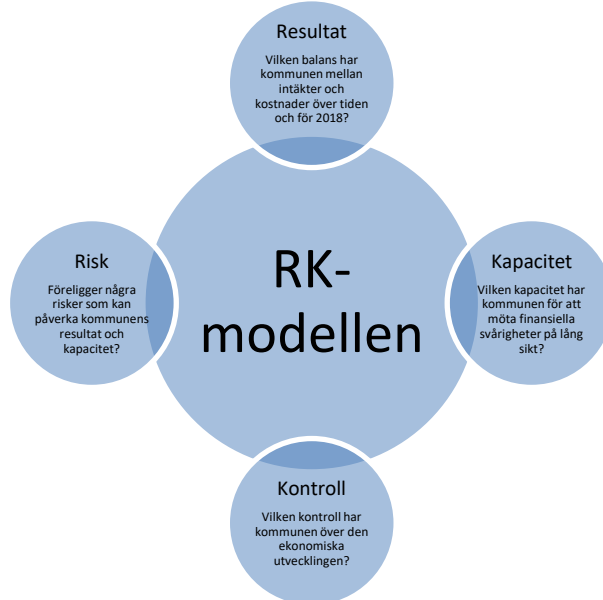 Resultat
Vilken balans har
kommunen mellan
intäkter och
kostnader över tiden
och för 2018?
Risk
Föreligger några
risker som kan
påverka kommunens
resultat och
kapacitet?
RK-
modellen
Kapacitet
Vilken kapacitet har
kommunen för att
möta finansiella
svårigheter på lång
sikt?
Kontroll
Vilken kontroll har
kommunen över den
ekonomiska
utvecklingen?